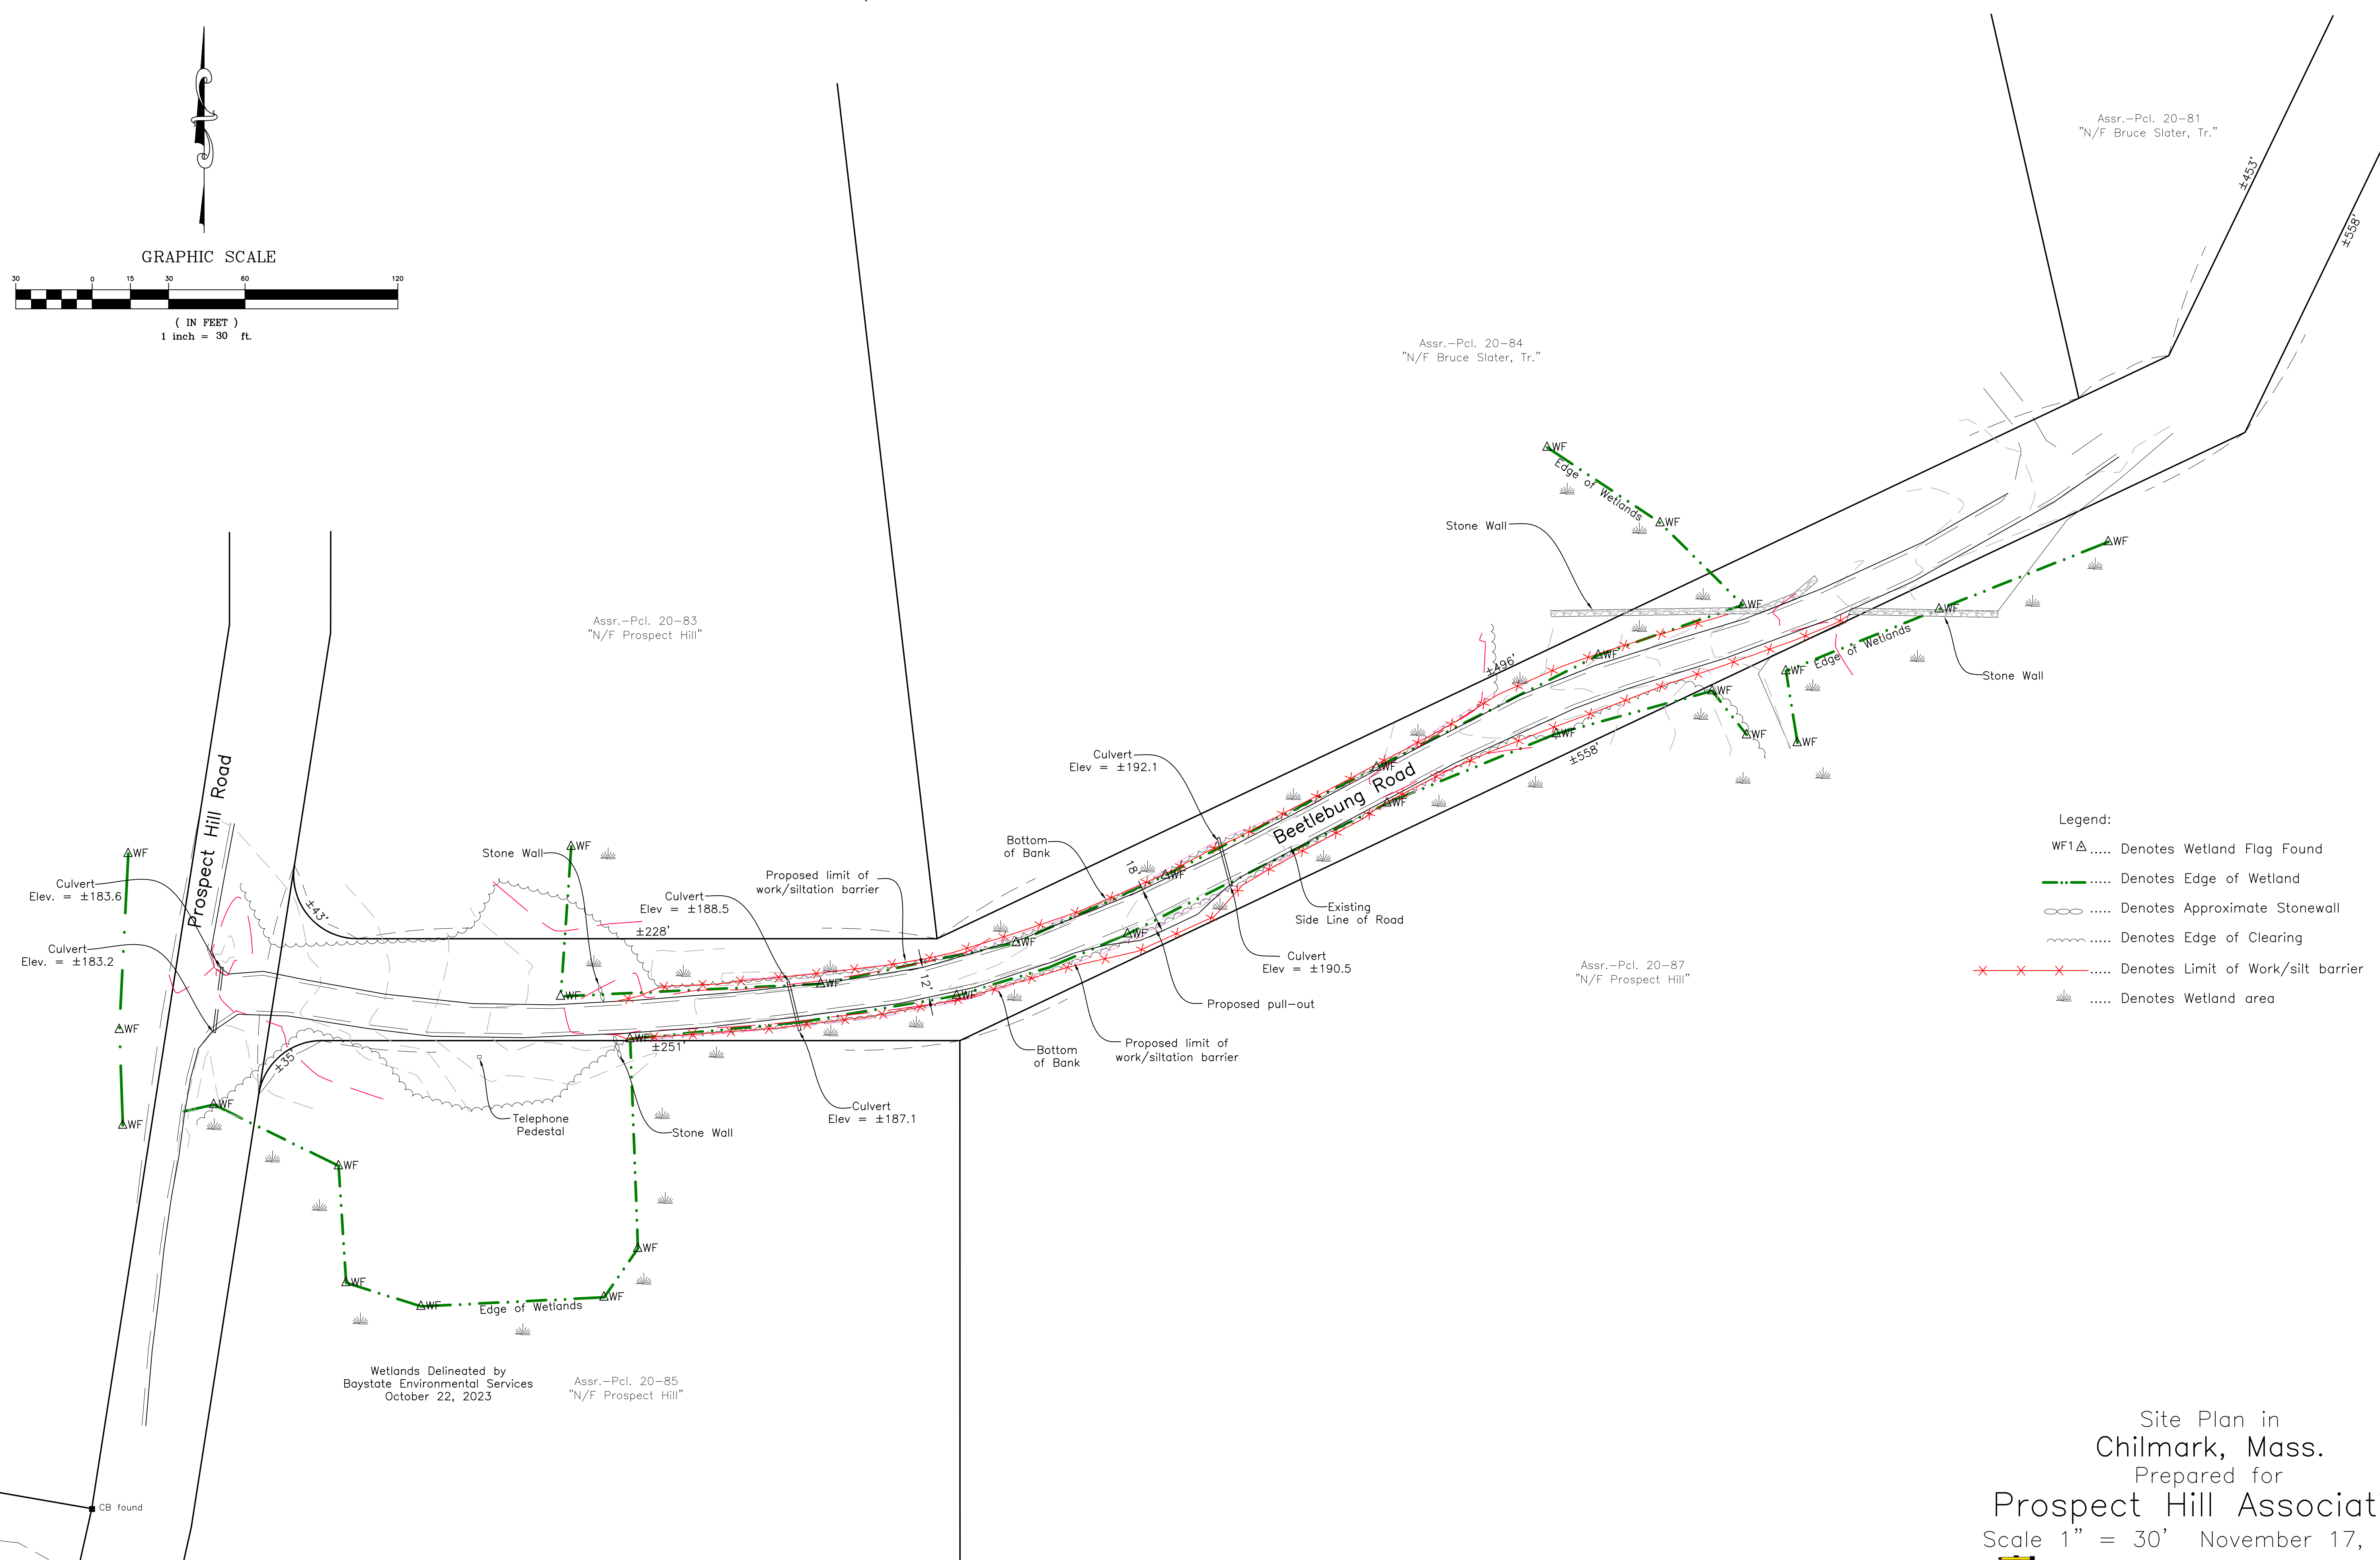 GRAPHIC SCALE
30 0 15 30 60 120
( IN FEET )
1 inch = 30 ft.
Assr.-Pcl. 20-81
"N/F Bruce Slater, Tr."
±453'
±558'
Assr.-Pcl. 20-84
"N/F Bruce Slater, Tr."
WF
Edge of Wetlands
WF
Stone Wall
WF
WF
WF
WF
Edge of Wetlands
WF
Stone Wall
WF
WF
WF
WF
±496'
±558'
WF
WF
Assr.-Pcl. 20-83
"N/F Prospect Hill"
Prospect Hill Road
Beetlebung Road
Culvert
Elev = ±192.1
Bottom
of Bank
18'
WF
Existing
Side Line of Road
Culvert
Elev = ±190.5
Proposed pull-out
WF
WF
WF
Proposed limit of
work/siltation barrier
Bottom
of Bank
Assr.-Pcl. 20-87
"N/F Prospect Hill"
WF
Culvert
Elev. = ±183.6
Culvert
Elev. = ±183.2
WF
WF
±43'
±35'
WF
Stone Wall
WF
Culvert
Elev = ±188.5
±228'
Proposed limit of
work/siltation barrier
WF
12'
WF
±251'
Culvert
Elev = ±187.1
Telephone
Pedestal
Stone Wall
WF
WF
WF
WF
WF
WF
Edge of Wetlands
Wetlands Delineated by
Baystate Environmental Services
October 22, 2023
Assr.-Pcl. 20-85
"N/F Prospect Hill"
CB found
Legend:
WF1 ..... Denotes Wetland Flag Found
..... Denotes Edge of Wetland
..... Denotes Approximate Stonewall
..... Denotes Edge of Clearing
..... Denotes Limit of Work/silt barrier
..... Denotes Wetland area
Site Plan in
Chilmark, Mass.
Prepared for
Prospect Hill Associat
Scale 1" = 30' November 17,